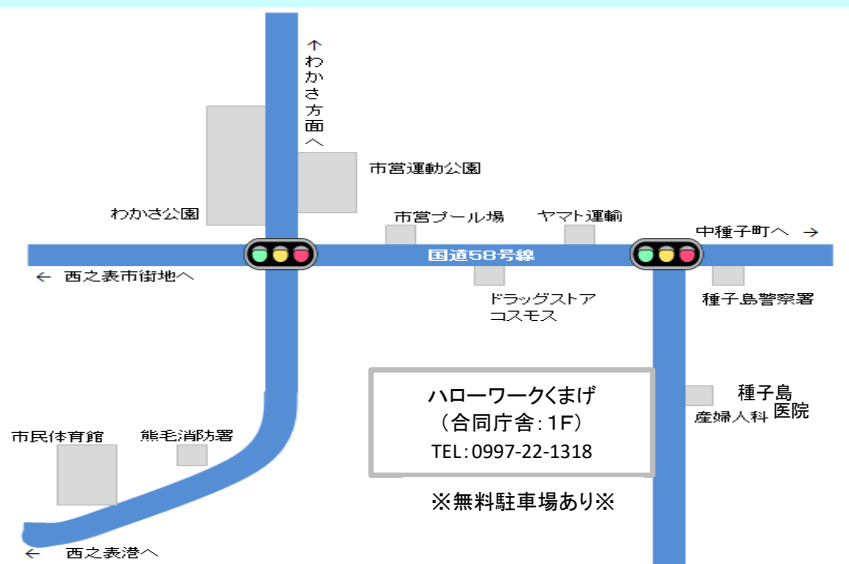 ↑わかさ方面へ
市営運動公園
わかさ公園
市営プール場
ヤマト運輸
中種子町へ →
国道58号線
← 西之表市街地へ
ドラッグストア
コスモス
種子島警察署
ハローワークくまげ
(合同庁舎:1F)
TEL:0997-22-1318
種子島
産婦人科 医院
市民体育館
熊毛消防署
※無料駐車場あり※
← 西之表港へ